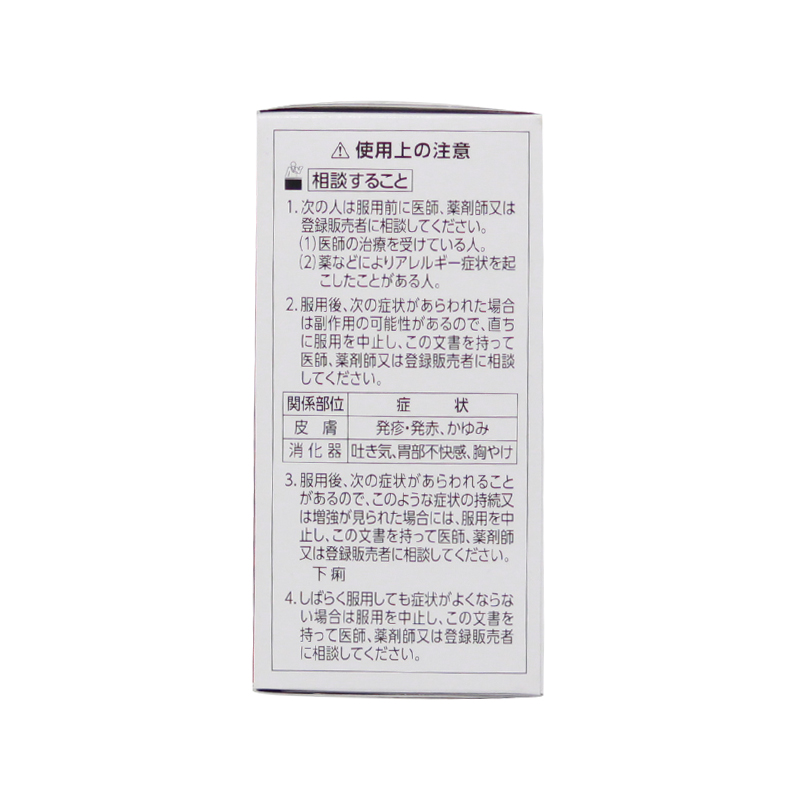 ⚠ 使用上の注意
相談すること
1. 次の人は服用前に医師、薬剤師又は
登録販売者に相談してください。
(1)医師の治療を受けている人。
(2)薬などによりアレルギー症状を起
こしたことがある人。
2. 服用後、次の症状があらわれた場合
は副作用の可能性があるので、直ち
に服用を中止し、この文書を持って
医師、薬剤師又は登録販売者に相談
してください。
関係部位 症 状
皮 膚 発疹・発赤、かゆみ
消 化 器 吐き気、胃部不快感、胸やけ
3. 服用後、次の症状があらわれること
があるので、このような症状の持続又
は増強が見られた場合には、服用を中
止し、この文書を持って医師、薬剤師
又は登録販売者に相談してください。
下 痢
4. しばらく服用しても症状がよくならな
い場合は服用を中止し、この文書を
持って医師、薬剤師又は登録販売者
に相談してください。